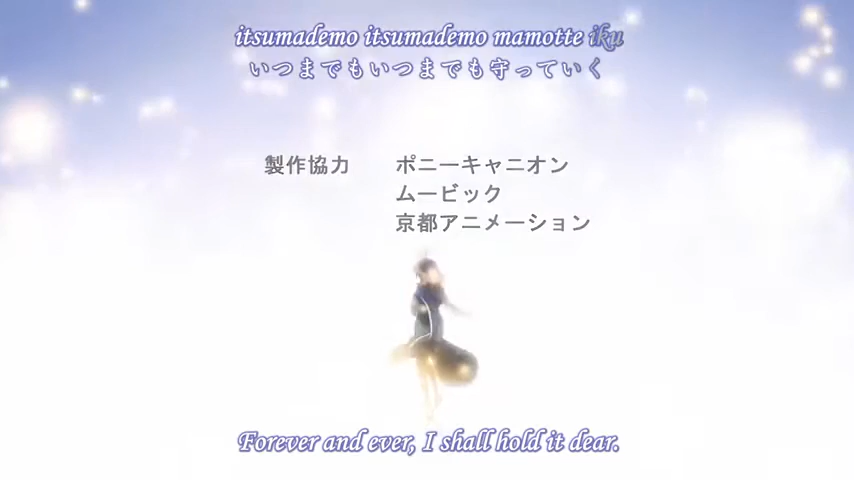 itsumademo itsumademo mamotte iku
いつまでもいつまでも守っていく
製作協力 ポニーキャニオン
ムービック
京都アニメーション
Forever and ever, I shall hold it dear.